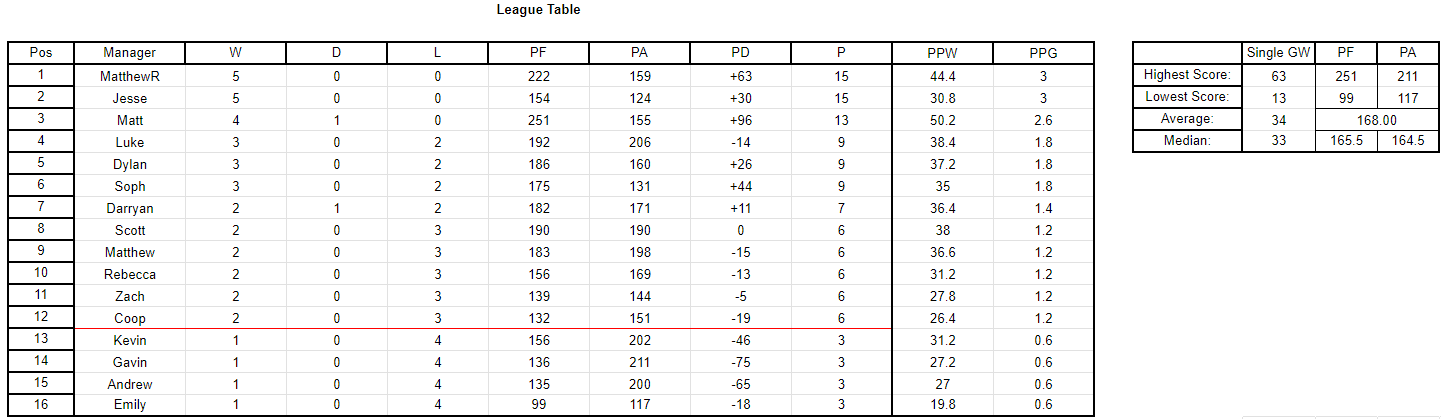 League Table
Pos Manager W D L PF PA PD P PPW PPG
1 MatthewR 5 0 0 222 159 +63 15 44.4 3
2 Jesse 5 0 0 154 124 +30 15 30.8 3
3 Matt 4 1 0 251 155 +96 13 50.2 2.6
4 Luke 3 0 2 192 206 -14 9 38.4 1.8
5 Dylan 3 0 2 186 160 +26 9 37.2 1.8
6 Soph 3 0 2 175 131 +44 9 35 1.8
7 Darryan 2 1 2 182 171 +11 7 36.4 1.4
8 Scott 2 0 3 190 190 0 6 38 1.2
9 Matthew 2 0 3 183 198 -15 6 36.6 1.2
10 Rebecca 2 0 3 156 169 -13 6 31.2 1.2
11 Zach 2 0 3 139 144 -5 6 27.8 1.2
12 Coop 2 0 3 132 151 -19 6 26.4 1.2
13 Kevin 1 0 4 156 202 -46 3 31.2 0.6
14 Gavin 1 0 4 136 211 -75 3 27.2 0.6
15 Andrew 1 0 4 135 200 -65 3 27 0.6
16 Emily 1 0 4 99 117 -18 3 19.8 0.6
Single GW PF PA
Highest Score: 63 251 211
Lowest Score: 13 99 117
Average: 34 168.00
Median: 33 165.5 164.5